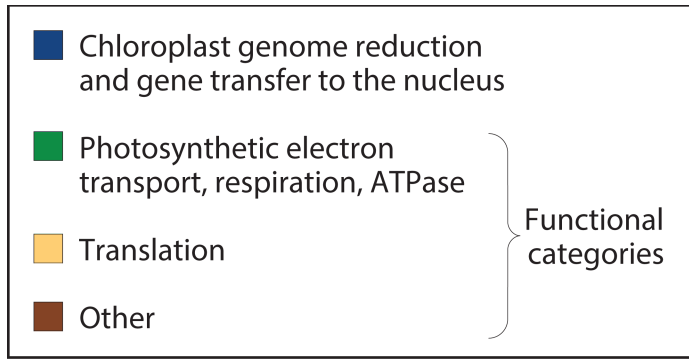 Chloroplast genome reduction
and gene transfer to the nucleus
Photosynthetic electron
transport, respiration, ATPase
Translation
Other
Functional
categories